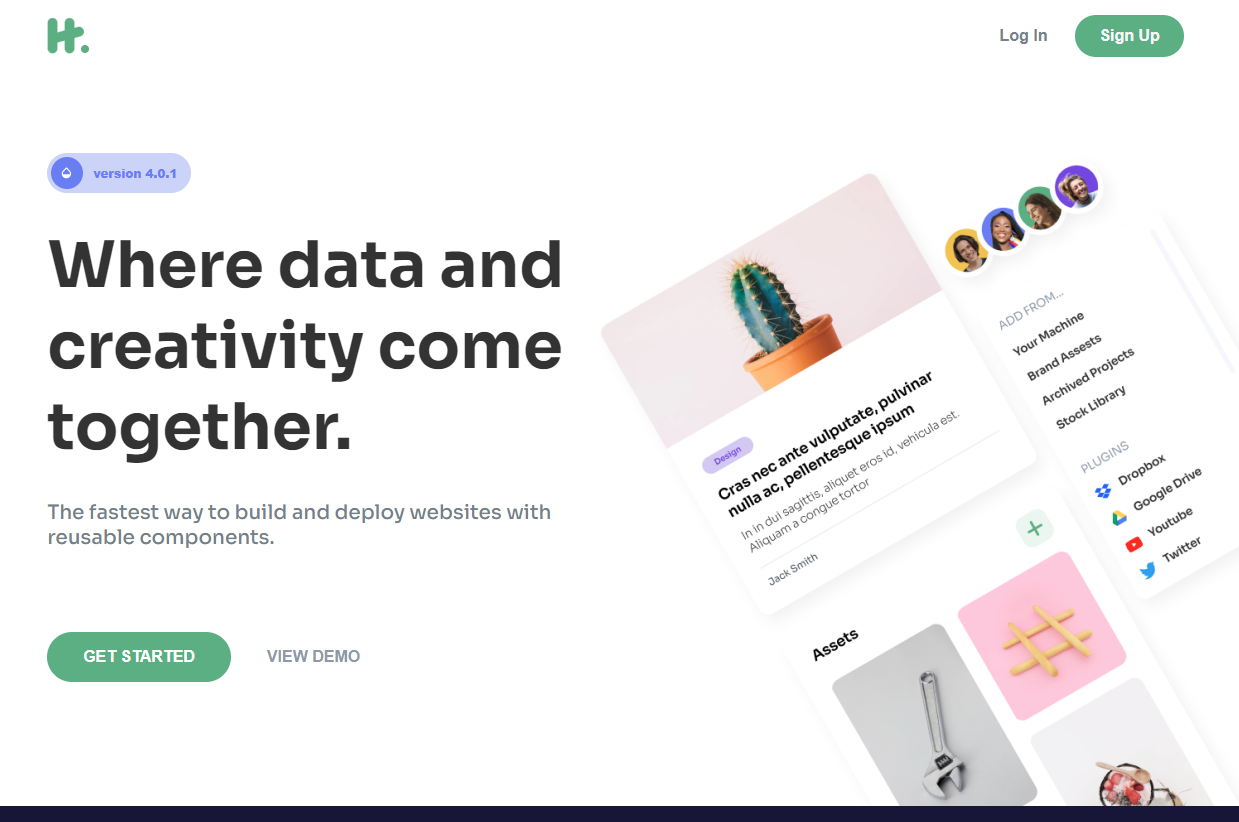 H.
Log In
Sign Up
version 4.0.1
Where data and
creativity come
together.
The fastest way to build and deploy websites with
reusable components.
GET STARTED
VIEW DEMO
Design
Cras nec ante vulputate, pulvinar
nulla ac, pellentesque ipsum
In in dui sagittis, aliquet eros id, vehicula est.
Aliquam a congue tortor
Jack Smith
ADD FROM...
Your Machine
Brand Assests
Archived Projects
Stock Library
PLUGINS
Dropbox
Google Drive
Youtube
Twitter
Assets